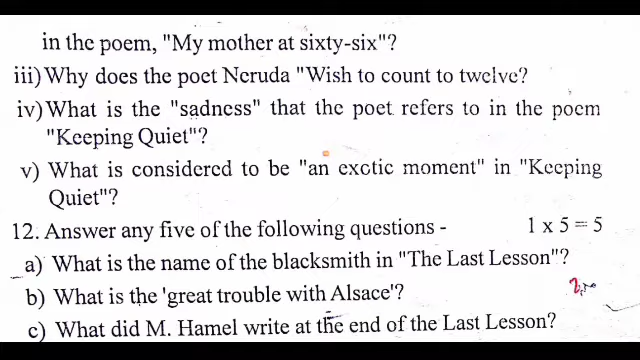 in the poem, "My mother at sixty-six"?
iii) Why does the poet Neruda "Wish to count to twelve?
iv) What is the "sadness" that the poet refers to in the poem
"Keeping Quiet"?
v) What is considered to be "an exotic moment" in "Keeping
Quiet"?
12. Answer any five of the following questions - 1 x 5 = 5
a) What is the name of the blacksmith in "The Last Lesson"?
b) What is the 'great trouble with Alsace'?
c) What did M. Hamel write at the end of the Last Lesson?